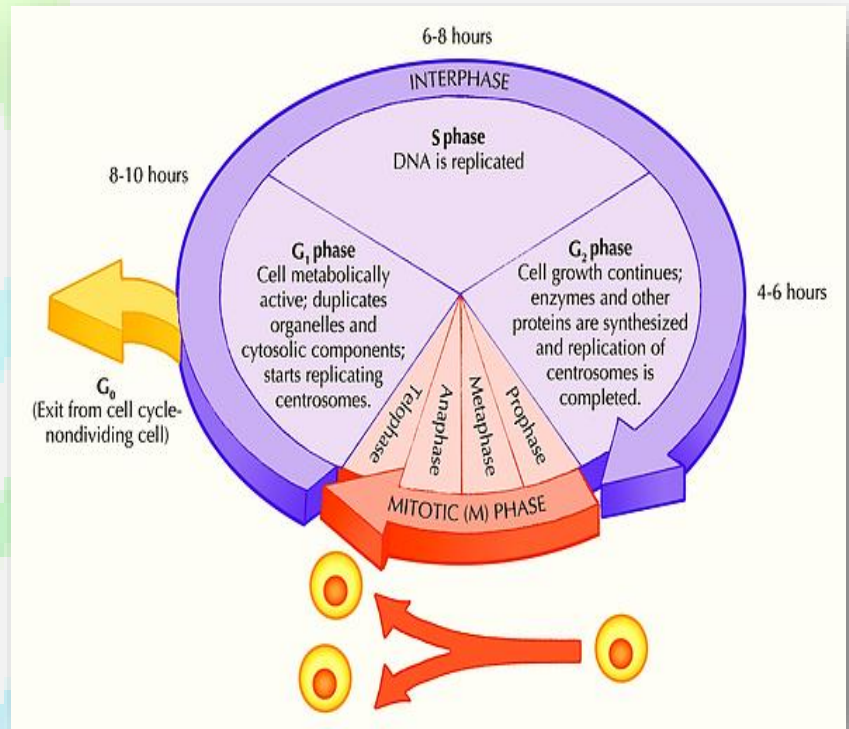 6-8 hours
INTERPHASE
S phase
DNA is replicated
8-10 hours
G₁ phase
Cell metabolically
active; duplicates
organelles and
cytosolic components;
starts replicating
centrosomes.
G₂ phase
Cell growth continues;
enzymes and other
proteins are synthesized
and replication of
centrosomes is
completed.
4-6 hours
G₀
(Exit from cell cycle-
nondividing cell)
Telophase
Anaphase
Metaphase
Prophase
MITOTIC (M) PHASE